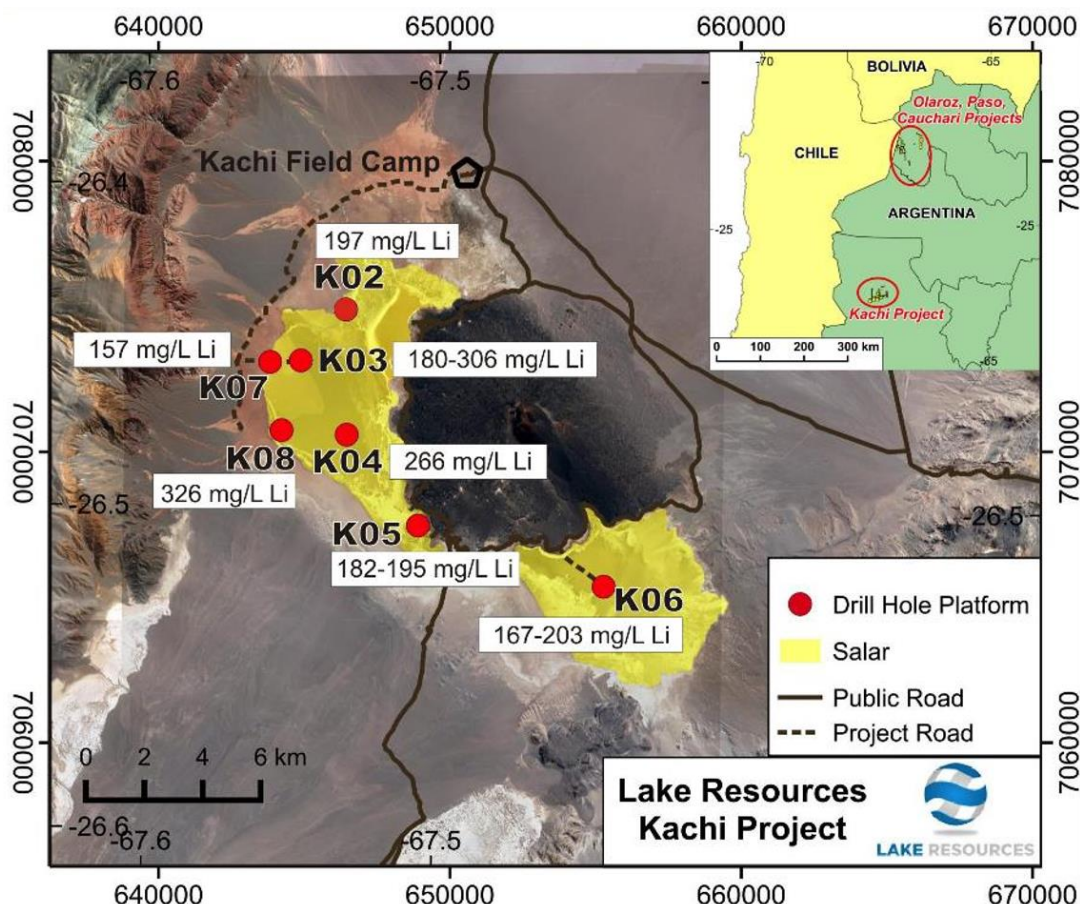 640000
650000
660000
670000
-67.6
-67.5
-70
-65
BOLIVIA
Olaroz, Paso,
Cauchari Projects
7080000
7080000
CHILE
Kachi Field Camp
-26.4
ARGENTINA
-25
-25
197 mg/L Li
K02
Kachi Project
157 mg/L Li
K03
180-306 mg/L Li
0 100 200 300 km
-65
K07
7070000
7070000
K08
K04
266 mg/L Li
326 mg/L Li
-26.5
-26.5
K05
182-195 mg/L Li
K06
167-203 mg/L Li
Drill Hole Platform
Salar
Public Road
Project Road
7060000
7060000
0 2 4 6 km
Lake Resources
Kachi Project
LAKE RESOURCES
-26.6
-67.6
-67.5
640000
650000
660000
670000